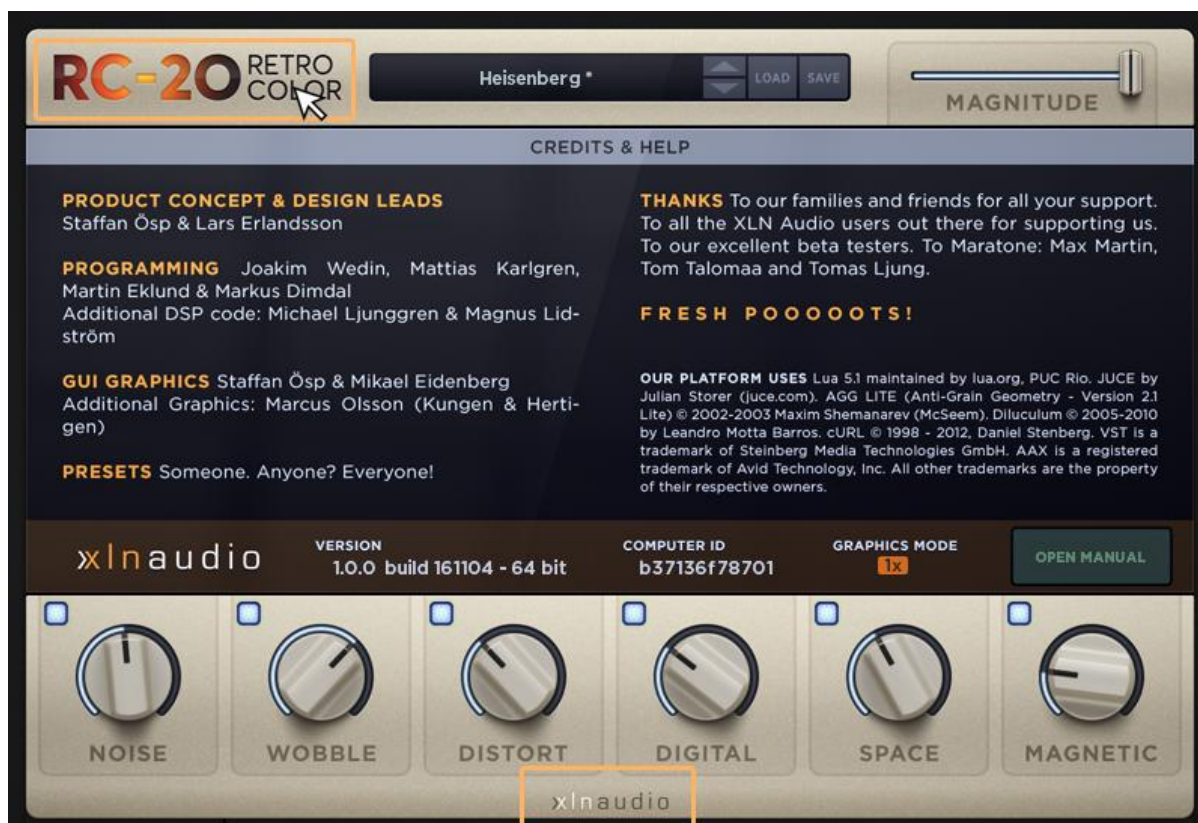 RC-20 RETRO
COLOR
Heisenberg *
LOAD
SAVE
MAGNITUDE
CREDITS & HELP
PRODUCT CONCEPT & DESIGN LEADS
Staffan Ösp & Lars Erlandsson
PROGRAMMING Joakim Wedin, Mattias Karlgren,
Martin Eklund & Markus Dimdal
Additional DSP code: Michael Ljunggren & Magnus Lid-
ström
GUI GRAPHICS Staffan Ösp & Mikael Eidenberg
Additional Graphics: Marcus Olsson (Kungen & Herti-
gen)
PRESETS Someone. Anyone? Everyone!
THANKS To our families and friends for all your support.
To all the XLN Audio users out there for supporting us.
To our excellent beta testers. To Maratone: Max Martin,
Tom Talomaa and Tomas Ljung.
FRESH POOOOOTS!
OUR PLATFORM USES Lua 5.1 maintained by lua.org, PUC Rio. JUCE by
Julian Storer (juce.com). AGG LITE (Anti-Grain Geometry - Version 2.1
Lite) © 2002-2003 Maxim Shemanarev (McSeem). Diluculum © 2005-2010
by Leandro Motta Barros. cURL © 1998 - 2012, Daniel Stenberg. VST is a
trademark of Steinberg Media Technologies GmbH. AAX is a registered
trademark of Avid Technology, Inc. All other trademarks are the property
of their respective owners.
xlnaudio
VERSION
1.0.0 build 161104 - 64 bit
COMPUTER ID
b37136f78701
GRAPHICS MODE
1x
OPEN MANUAL
NOISE
WOBBLE
DISTORT
DIGITAL
SPACE
MAGNETIC
xlnaudio